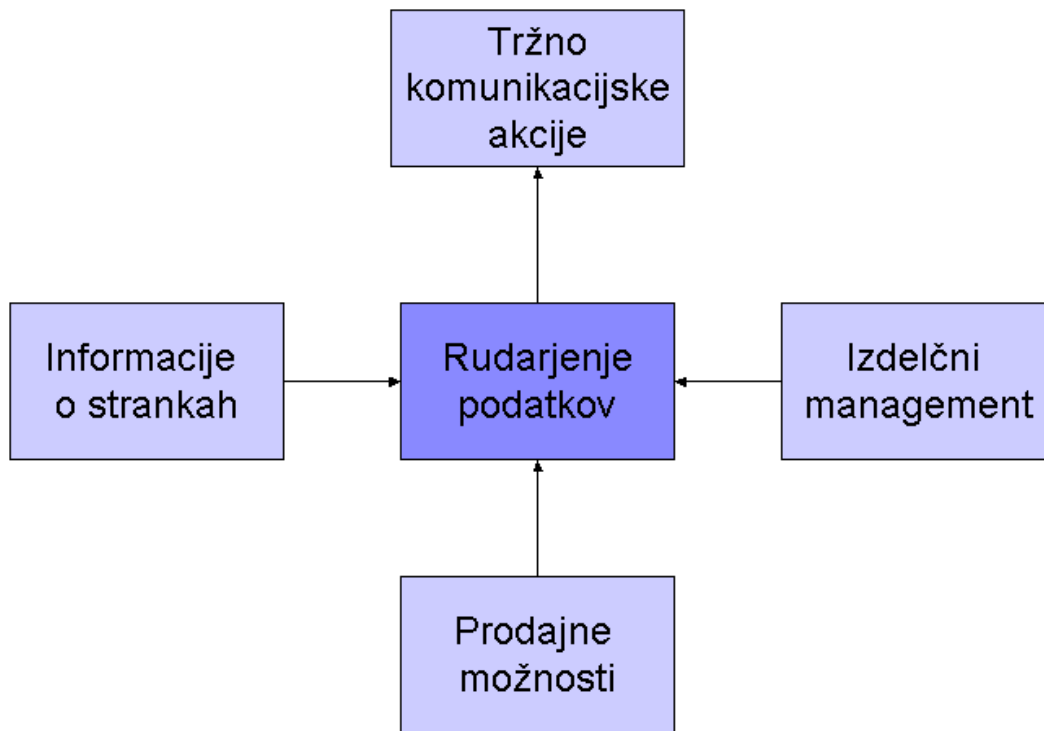 Tržno
komunikacijske
akcije
Informacije
o strankah
Rudarjenje
podatkov
Izdelčni
management
Prodajne
možnosti